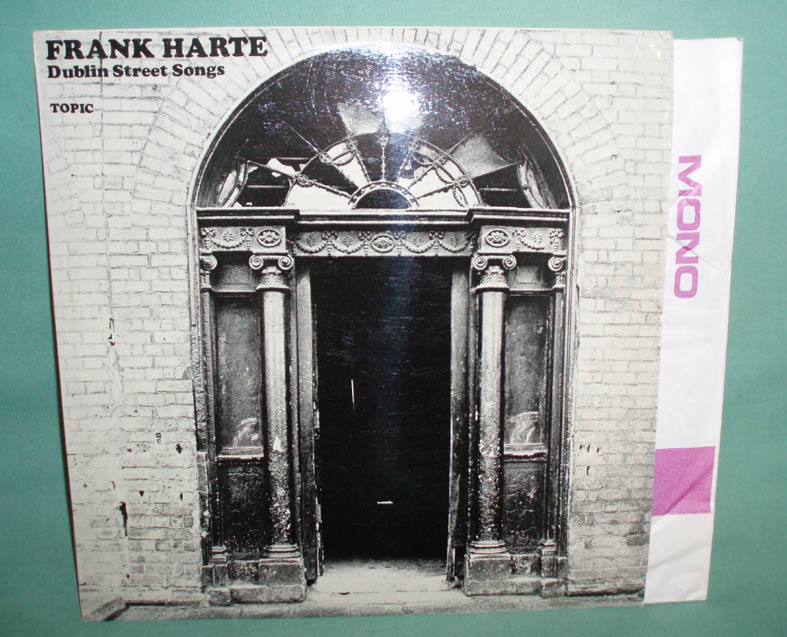 FRANK HARTE
Dublin Street Songs
TOPIC
MONO